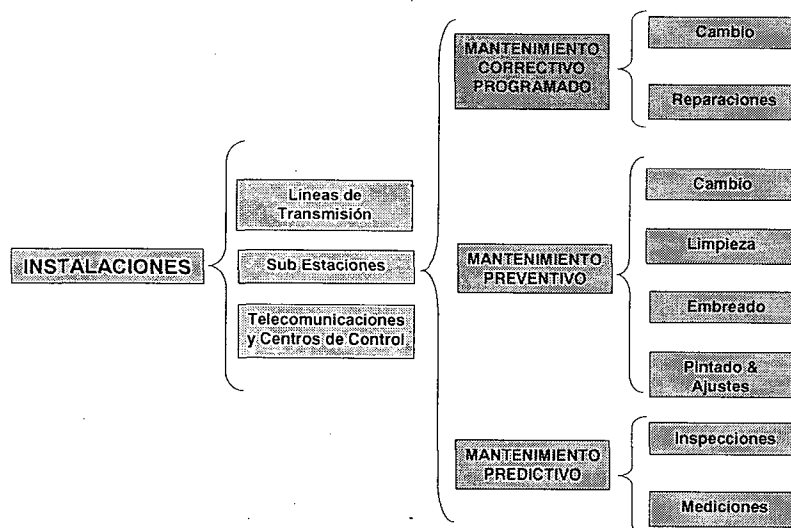 INSTALACIONES
Líneas de
Transmisión
Sub Estaciones
Telecomunicaciones
y Centros de Control
MANTENIMIENTO
CORRECTIVO
PROGRAMADO
Cambio
Reparaciones
MANTENIMIENTO
PREVENTIVO
Cambio
Limpieza
Embreado
Pintado &
Ajustes
MANTENIMIENTO
PREDICTIVO
Inspecciones
Mediciones